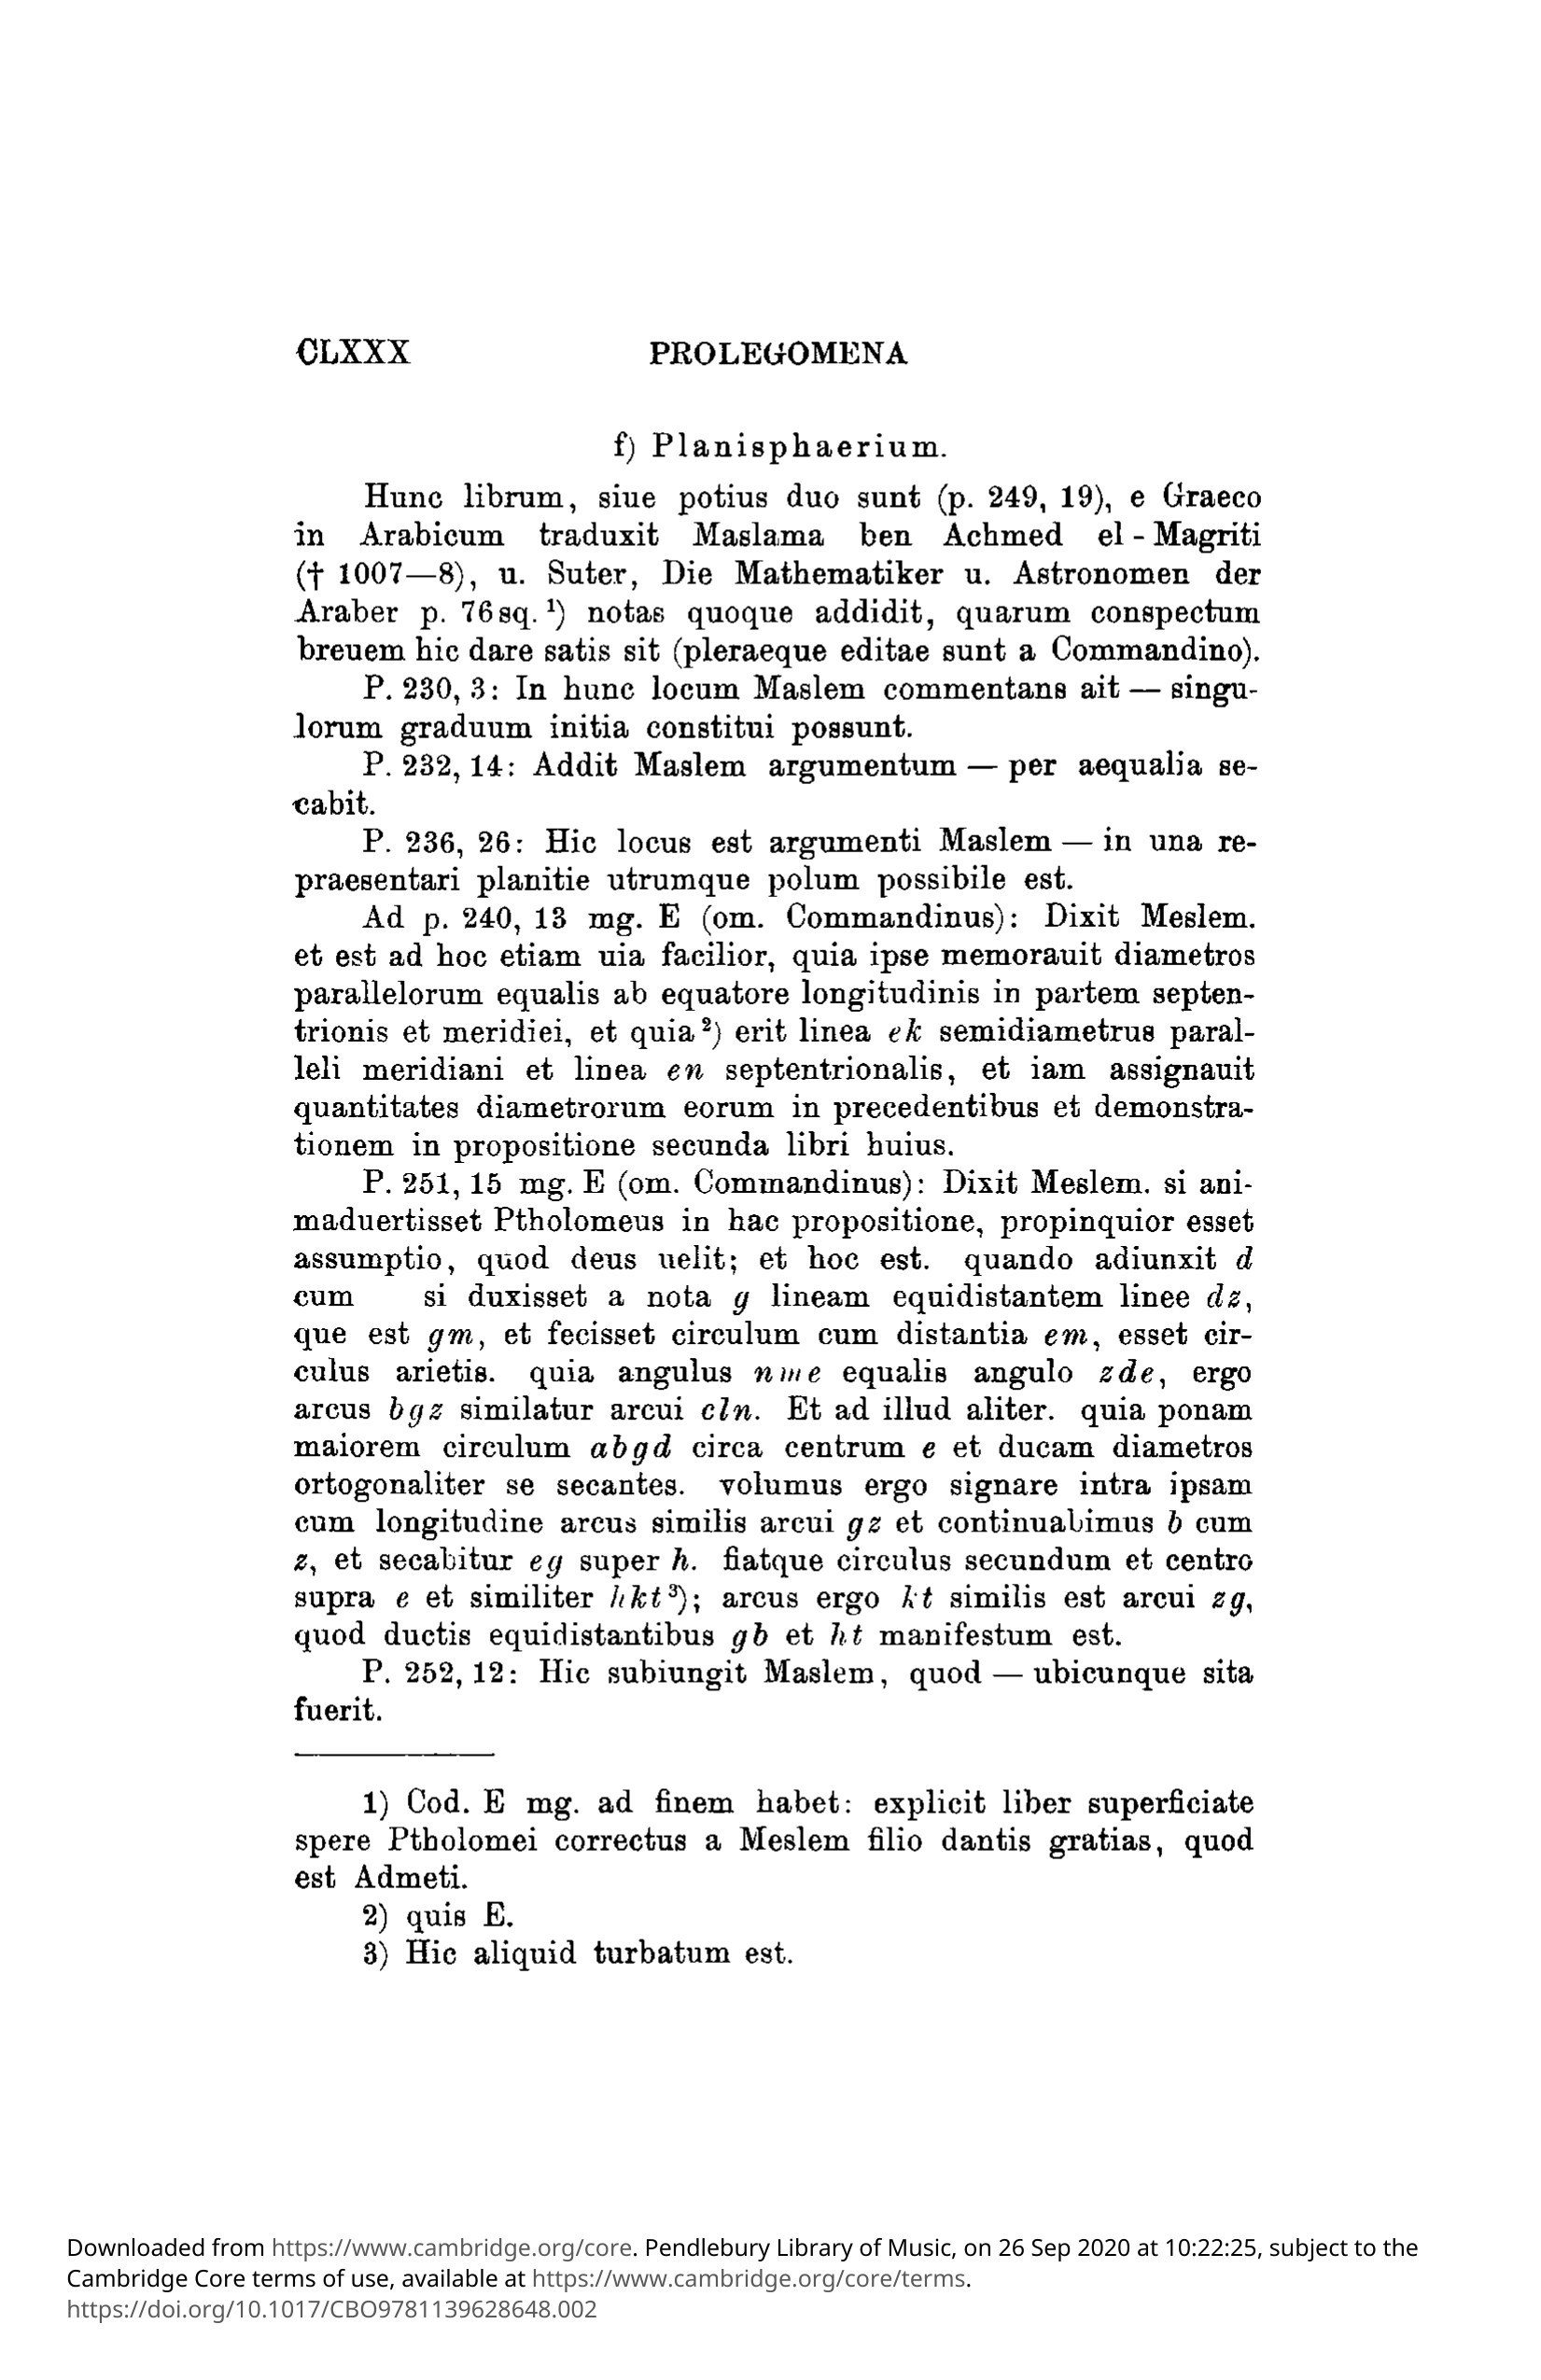 CLXXX PROLEGOMENA
f) Planisphaerium.
Hunc librum, siue potius duo sunt (p. 249, 19), e Graeco
in Arabicum traduxit Maslama ben Achmed el-Magriti
(† 1007—8), u. Suter, Die Mathematiker u. Astronomen der
Araber p. 76 sq. ¹) notas quoque addidit, quarum conspectum
breuem hic dare satis sit (pleraeque editae sunt a Commandino).
P. 230, 3: In hunc locum Maslem commentans ait — singu-
lorum graduum initia constitui possunt.
P. 232, 14: Addit Maslem argumentum — per aequalia se-
cabit.
P. 236, 26: Hic locus est argumenti Maslem — in una re-
praesentari planitie utrumque polum possibile est.
Ad p. 240, 13 mg. E (om. Commandinus): Dixit Meslem.
et est ad hoc etiam uia facilior, quia ipse memorauit diametros
parallelorum equalis ab equatore longitudinis in partem septen-
trionis et meridiei, et quia ²) erit linea ek semidiametrus paral-
leli meridiani et linea en septentrionalis, et iam assignauit
quantitates diametrorum eorum in precedentibus et demonstra-
tionem in propositione secunda libri huius.
P. 251, 15 mg. E (om. Commandinus): Dixit Meslem. si ani-
maduertisset Ptholomeus in hac propositione, propinquior esset
assumptio, quod deus uelit; et hoc est. quando adiunxit d
cum si duxisset a nota g lineam equidistantem linee dz,
que est gm, et fecisset circulum cum distantia em, esset cir-
culus arietis. quia angulus nme equalis angulo zde, ergo
arcus bgz similatur arcui cln. Et ad illud aliter. quia ponam
maiorem circulum abgd circa centrum e et ducam diametros
ortogonaliter se secantes. volumus ergo signare intra ipsam
cum longitudine arcus similis arcui gz et continuabimus b cum
z, et secabitur eg super h. fiatque circulus secundum et centro
supra e et similiter hkt ³); arcus ergo kt similis est arcui zg,
quod ductis equidistantibus gb et ht manifestum est.
P. 252, 12: Hic subiungit Maslem, quod — ubicunque sita
fuerit.
1) Cod. E mg. ad finem habet: explicit liber superficiate
spere Ptholomei correctus a Meslem filio dantis gratias, quod
est Admeti.
2) quis E.
3) Hic aliquid turbatum est.
Downloaded from https://www.cambridge.org/core. Pendlebury Library of Music, on 26 Sep 2020 at 10:22:25, subject to the
Cambridge Core terms of use, available at https://www.cambridge.org/core/terms.
https://doi.org/10.1017/CBO9781139628648.002